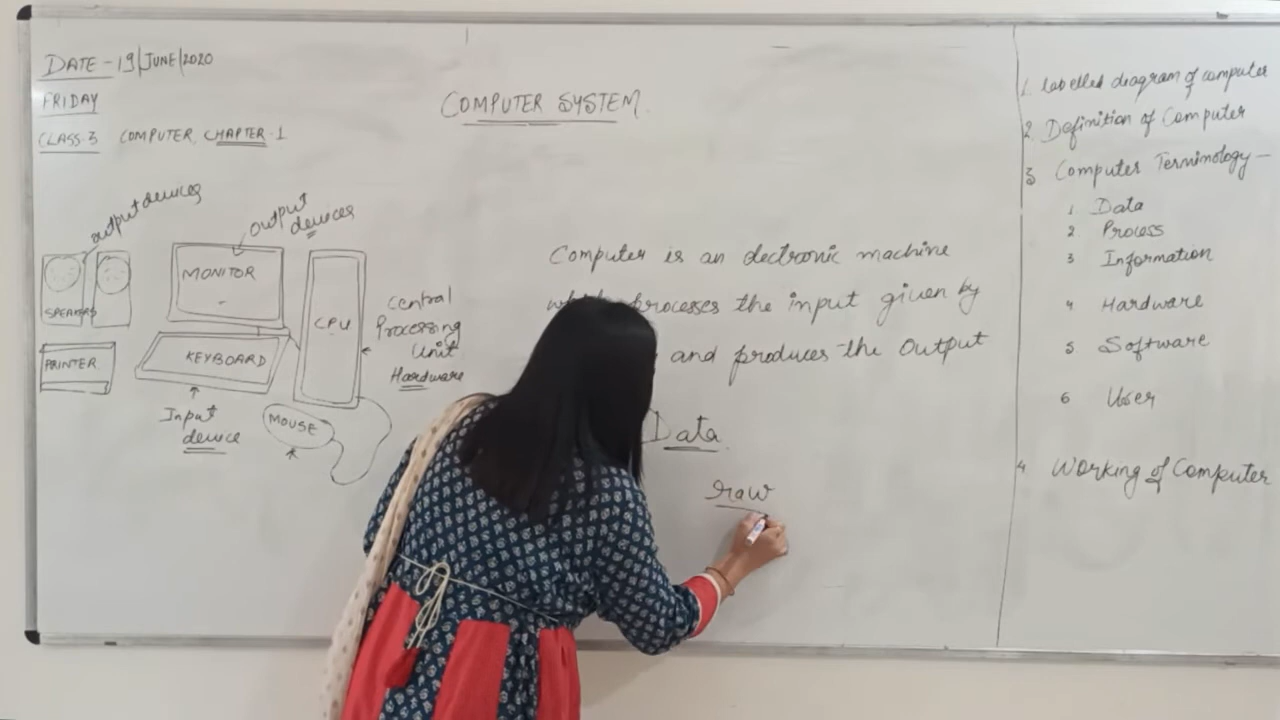 DATE - 19/JUNE/2020
FRIDAY
CLASS-3 COMPUTER CHAPTER-1
COMPUTER SYSTEM
output devices
output
devices
SPEAKERS
MONITOR
CPU
PRINTER
KEYBOARD
MOUSE
Input
device
Central
Processing
Unit
Hardware
Computer is an electronic machine
processes the input given by
and produces the output
Data
raw
1. labelled diagram of computer
2. Definition of Computer
3 Computer Terminology -
1. Data
2 Process
3 Information
4 Hardware
5 Software
6 User
4 Working of Computer